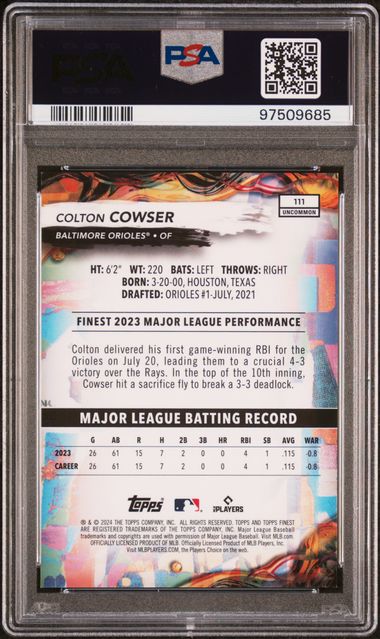 PSA
PSA
97509685
111
UNCOMMON
COLTON COWSER
BALTIMORE ORIOLES® • OF
HT: 6'2" WT: 220 BATS: LEFT THROWS: RIGHT
BORN: 3-20-00, HOUSTON, TEXAS
DRAFTED: ORIOLES #1-JULY, 2021
FINEST 2023 MAJOR LEAGUE PERFORMANCE
Colton delivered his first game-winning RBI for the
Orioles on July 20, leading them to a crucial 4-3
victory over the Rays. In the top of the 10th inning,
Cowser hit a sacrifice fly to break a 3-3 deadlock.
MAJOR LEAGUE BATTING RECORD
G AB R H 2B 3B HR RBI SB AVG WAR
2023 26 61 15 7 2 0 0 4 1 .115 -0.8
CAREER 26 61 15 7 2 0 0 4 1 .115 -0.8
Topps
PLAYERS
® & © 2024 THE TOPPS COMPANY, INC. ALL RIGHTS RESERVED. TOPPS AND TOPPS FINEST
ARE REGISTERED TRADEMARKS OF THE TOPPS COMPANY, INC. Major League Baseball
trademarks and copyrights are used with permission of Major League Baseball. Visit MLB.com
OFFICIALLY LICENSED PRODUCT OF MLB Players, Inc.
Visit MLBPLAYERS.com, the Players Choice on the web.